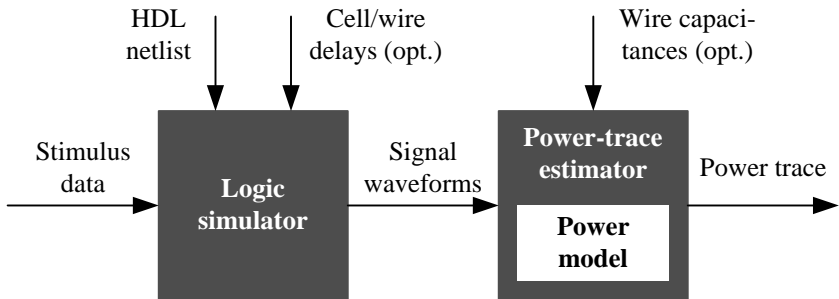 HDL
netlist
Cell/wire
delays (opt.)
Wire capaci-
tances (opt.)
Stimulus
data
Logic
simulator
Signal
waveforms
Power-trace
estimator
Power
model
Power trace